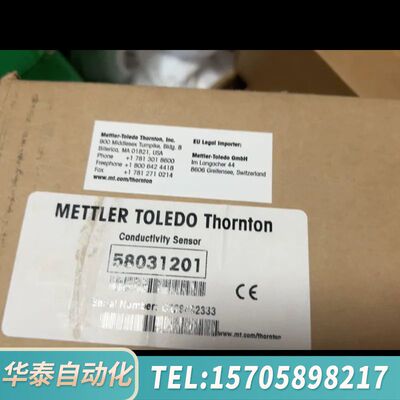 Mettler-Toledo Thornton, Inc.
900 Middlesex Turnpike, Bldg. 8
Billerica, MA 01821, USA
Phone +1 781 301 8600
Freephone +1 800 642 4418
Fax +1 781 271 0214
www.mt.com/thornton
EU Legal Importer:
Mettler-Toledo GmbH
Im Langacher 44
8606 Greifensee, Switzerland
METTLER TOLEDO Thornton
Conductivity Sensor
58031201
CE
Serial Number:
www.mt.com/thornton
华泰自动化
TEL:15705898217